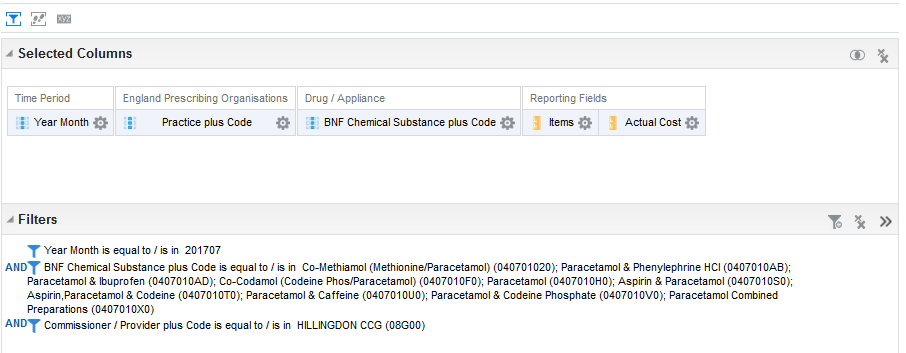 XYZ
Selected Columns
Time Period England Prescribing Organisations Drug / Appliance Reporting Fields
Year Month Practice plus Code BNF Chemical Substance plus Code Items Actual Cost
Filters
Year Month is equal to / is in 201707
AND BNF Chemical Substance plus Code is equal to / is in Co-Methiamol (Methionine/Paracetamol) (040701020); Paracetamol & Phenylephrine HCl (0407010AB);
Paracetamol & Ibuprofen (0407010AD); Co-Codamol (Codeine Phos/Paracetamol) (0407010F0); Paracetamol (0407010H0); Aspirin & Paracetamol (0407010S0);
Aspirin,Paracetamol & Codeine (0407010T0); Paracetamol & Caffeine (0407010U0); Paracetamol & Codeine Phosphate (0407010V0); Paracetamol Combined
Preparations (0407010X0)
AND Commissioner / Provider plus Code is equal to / is in HILLINGDON CCG (08G00)